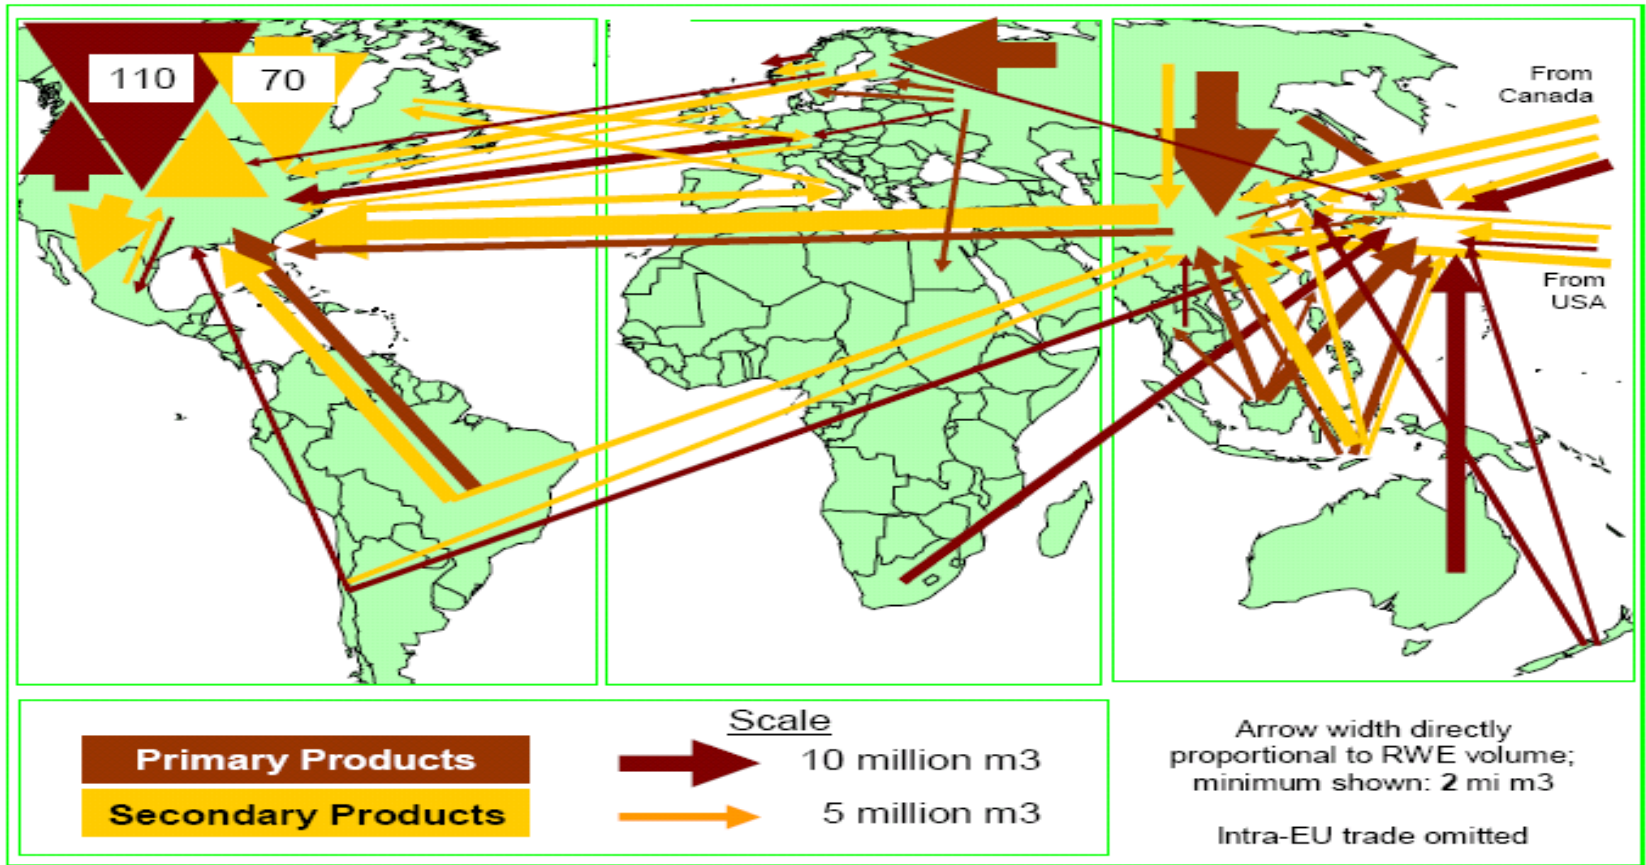 110
70
From
Canada
From
USA
Scale
Primary Products
10 million m3
Secondary Products
5 million m3
Arrow width directly
proportional to RWE volume;
minimum shown: 2 mi m3
Intra-EU trade omitted